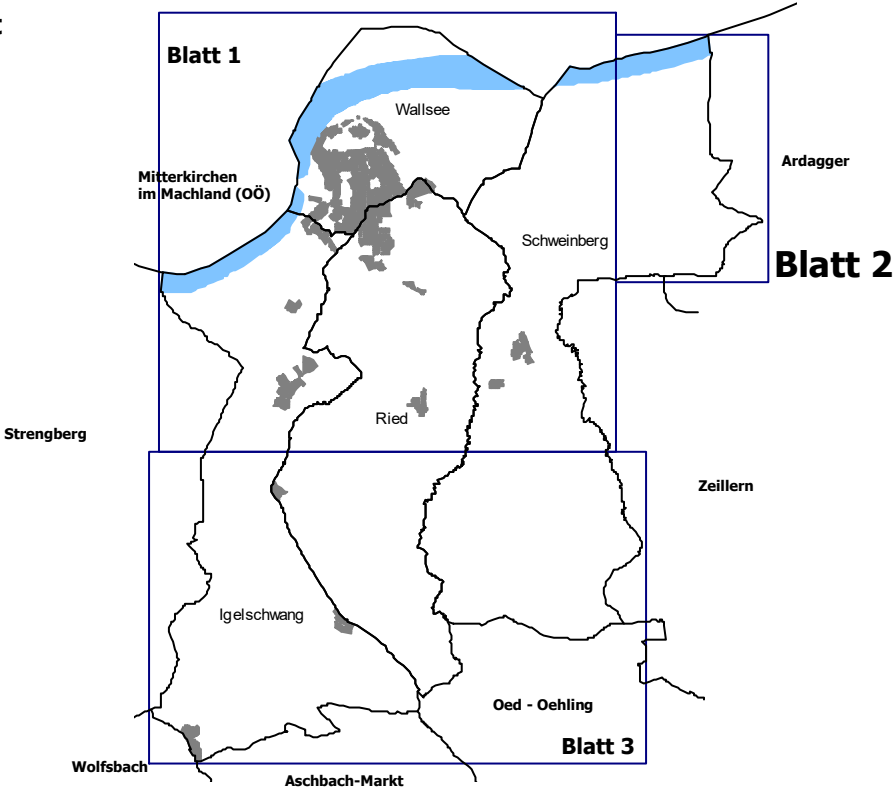 Blatt 1
Wallsee
Mitterkirchen
im Machland (OÖ)
Ardagger
Schweinberg
Blatt 2
Ried
Strengberg
Zeillern
Igelschwang
Oed - Oehling
Blatt 3
Wolfsbach
Aschbach-Markt